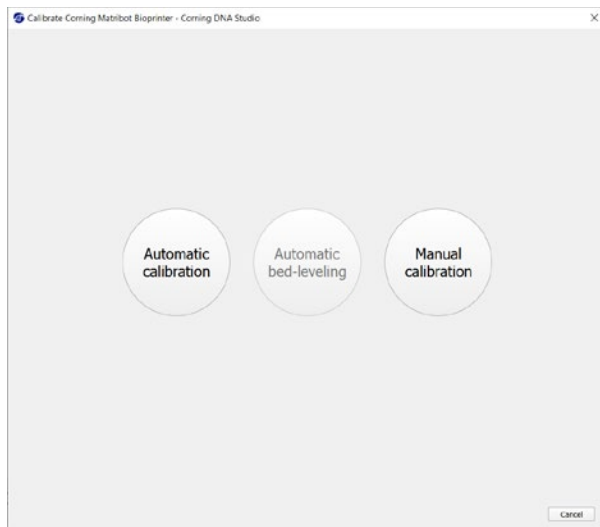 Calibrate Corning Matribot Bioprinter - Corning DNA Studio
Automatic
calibration
Automatic
bed-leveling
Manual
calibration
Cancel